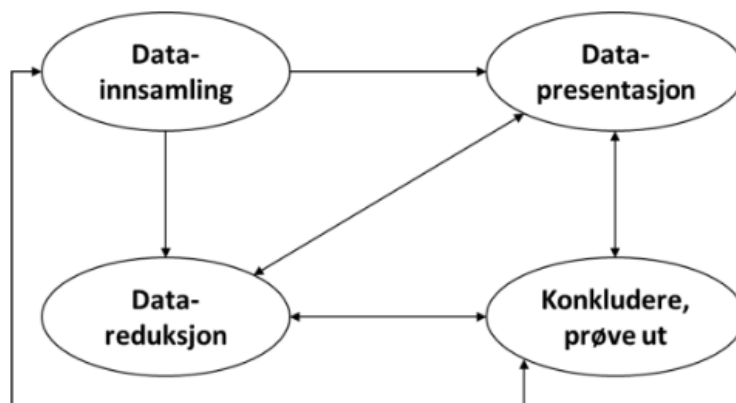 Data-
innsamling
Data-
presentasjon
Data-
reduksjon
Konkludere,
prøve ut